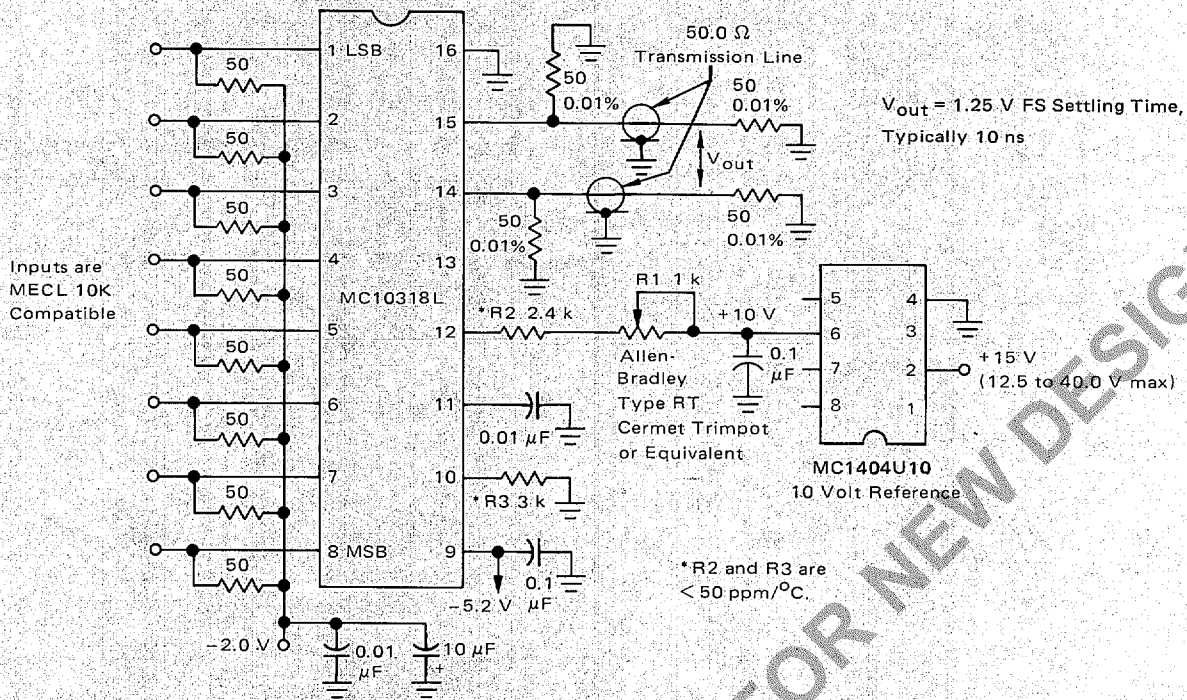 50.0 Ω
Transmission Line
1 LSB
16
50
50
0.01%
50
0.01%
V_out = 1.25 V FS Settling Time,
Typically 10 ns
2
15
50
V_out
3
14
50
50
0.01%
50
0.01%
Inputs are
MECL 10K
Compatible
4
13
50
MC10318L
R1 1 k
*R2 2.4 k
+10 V
5
12
50
Allen-
Bradley
Type RT
Cermet Trimpot
or Equivalent
0.1
μF
5
4
6
3
7
2
8
1
+15 V
(12.5 to 40.0 V max)
6
11
50
0.01 μF
MC1404U10
10 Volt Reference
7
10
50
*R3 3 k
8 MSB
9
50
-5.2 V
0.1
μF
*R2 and R3 are
< 50 ppm/°C.
-2.0 V
0.01
μF
10 μF
+
FOR NEW DESIG